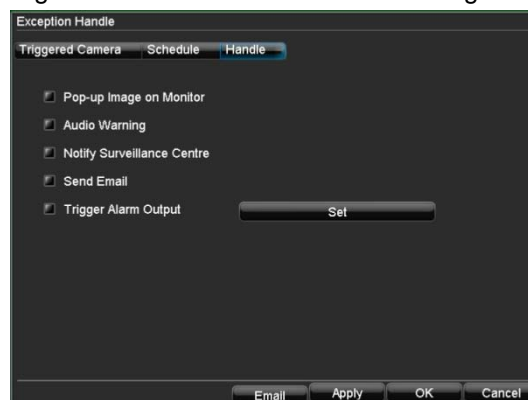 Exception Handle
Triggered Camera Schedule Handle
Pop-up Image on Monitor
Audio Warning
Notify Surveillance Centre
Send Email
Trigger Alarm Output Set
Email Apply OK Cancel